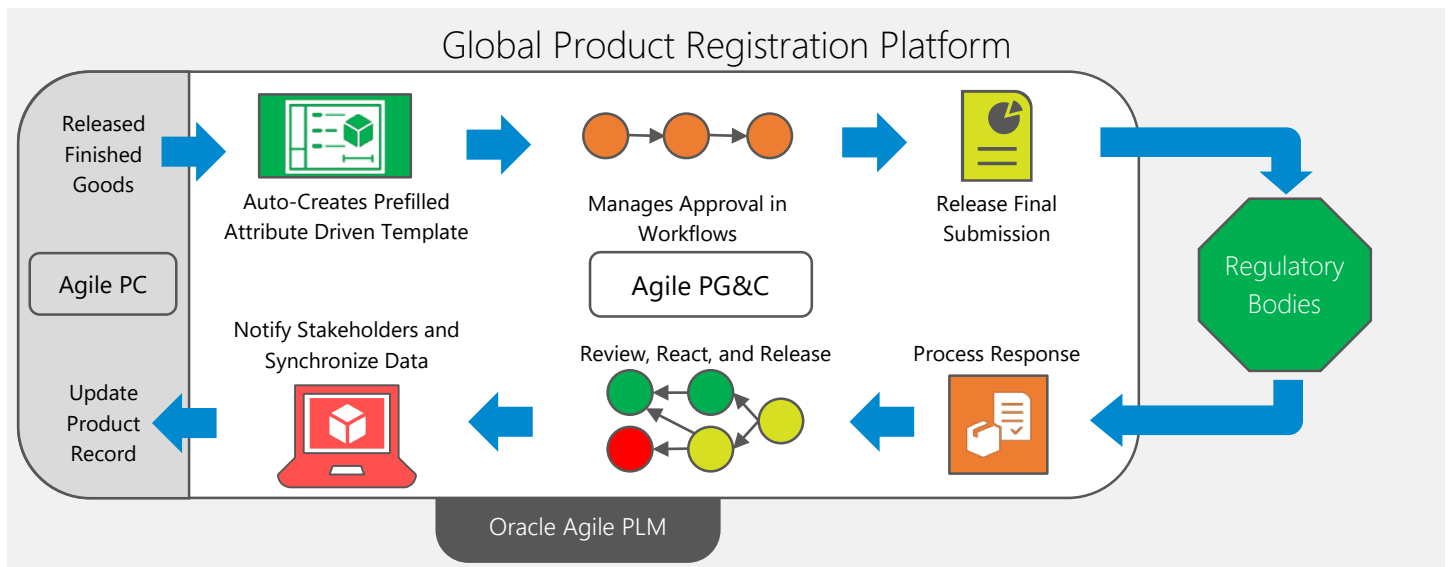 Global Product Registration Platform
Released
Finished
Goods
Auto-Creates Prefilled
Attribute Driven Template
Manages Approval in
Workflows
Release Final
Submission
Agile PC
Agile PG&C
Regulatory
Bodies
Notify Stakeholders and
Synchronize Data
Review, React, and Release
Process Response
Update
Product
Record
Oracle Agile PLM